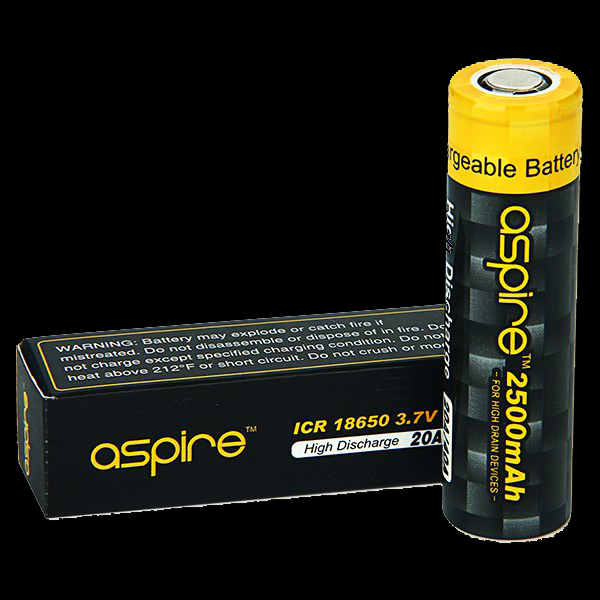 rgeable Battery
aspire™ 2500mAh
- FOR HIGH DRAIN DEVICES -
High Discharge
WARNING: Battery may explode or catch fire if
mistreated. Do not disassemble or dispose of in fire. Do
not charge except specified charging condition. Do not
heat above 212°F or short circuit. Do not crush or mo
aspire
aspire™
ICR 18650 3.7V
High Discharge 20A